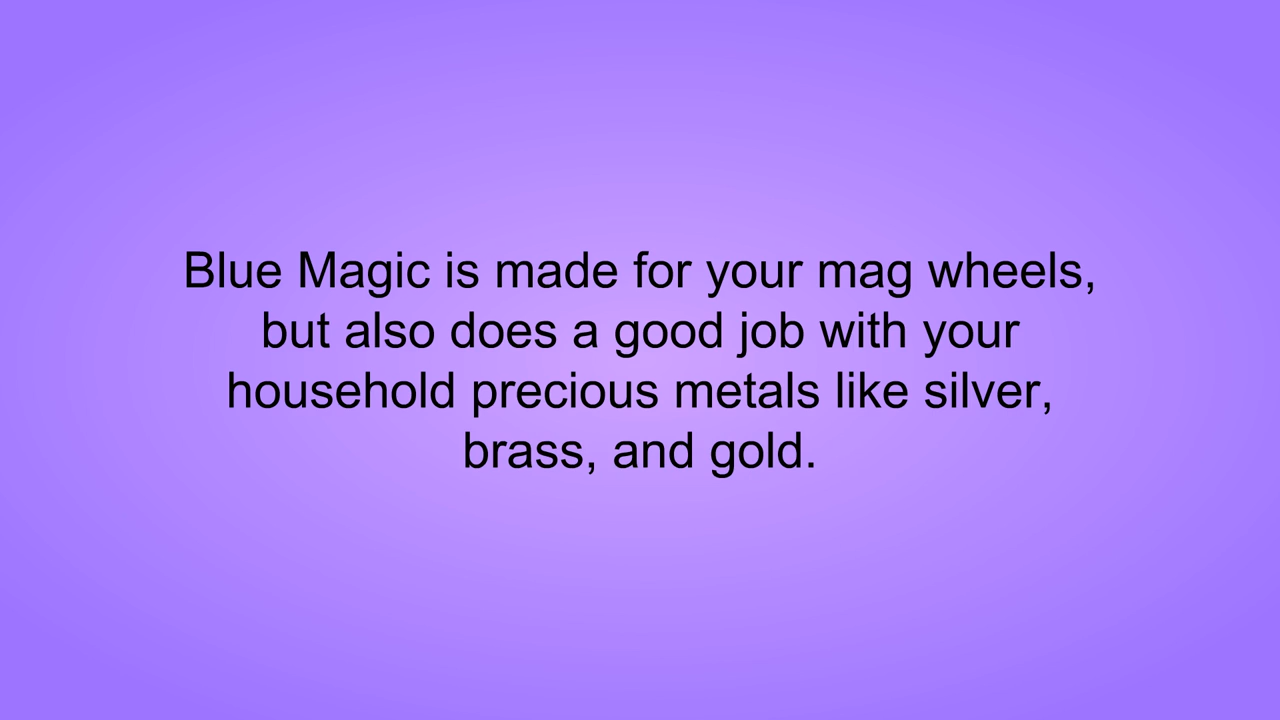 Blue Magic is made for your mag wheels,
but also does a good job with your
household precious metals like silver,
brass, and gold.